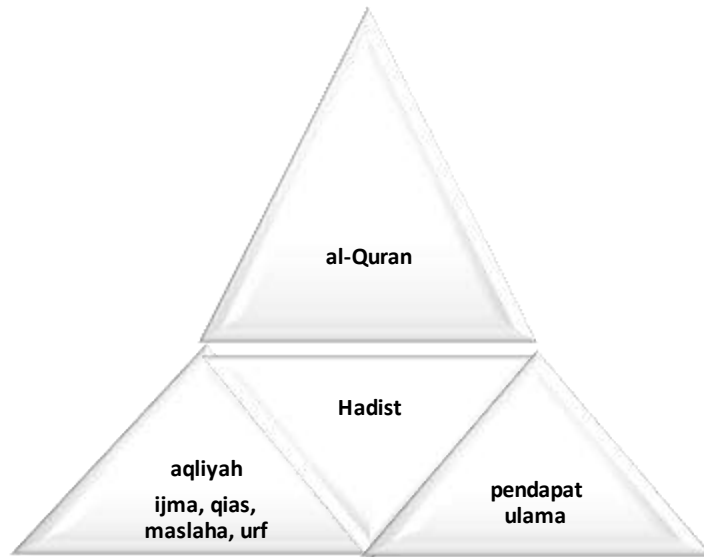 al-Quran
Hadist
aqliyah
ijma, qias,
maslaha, urf
pendapat
ulama